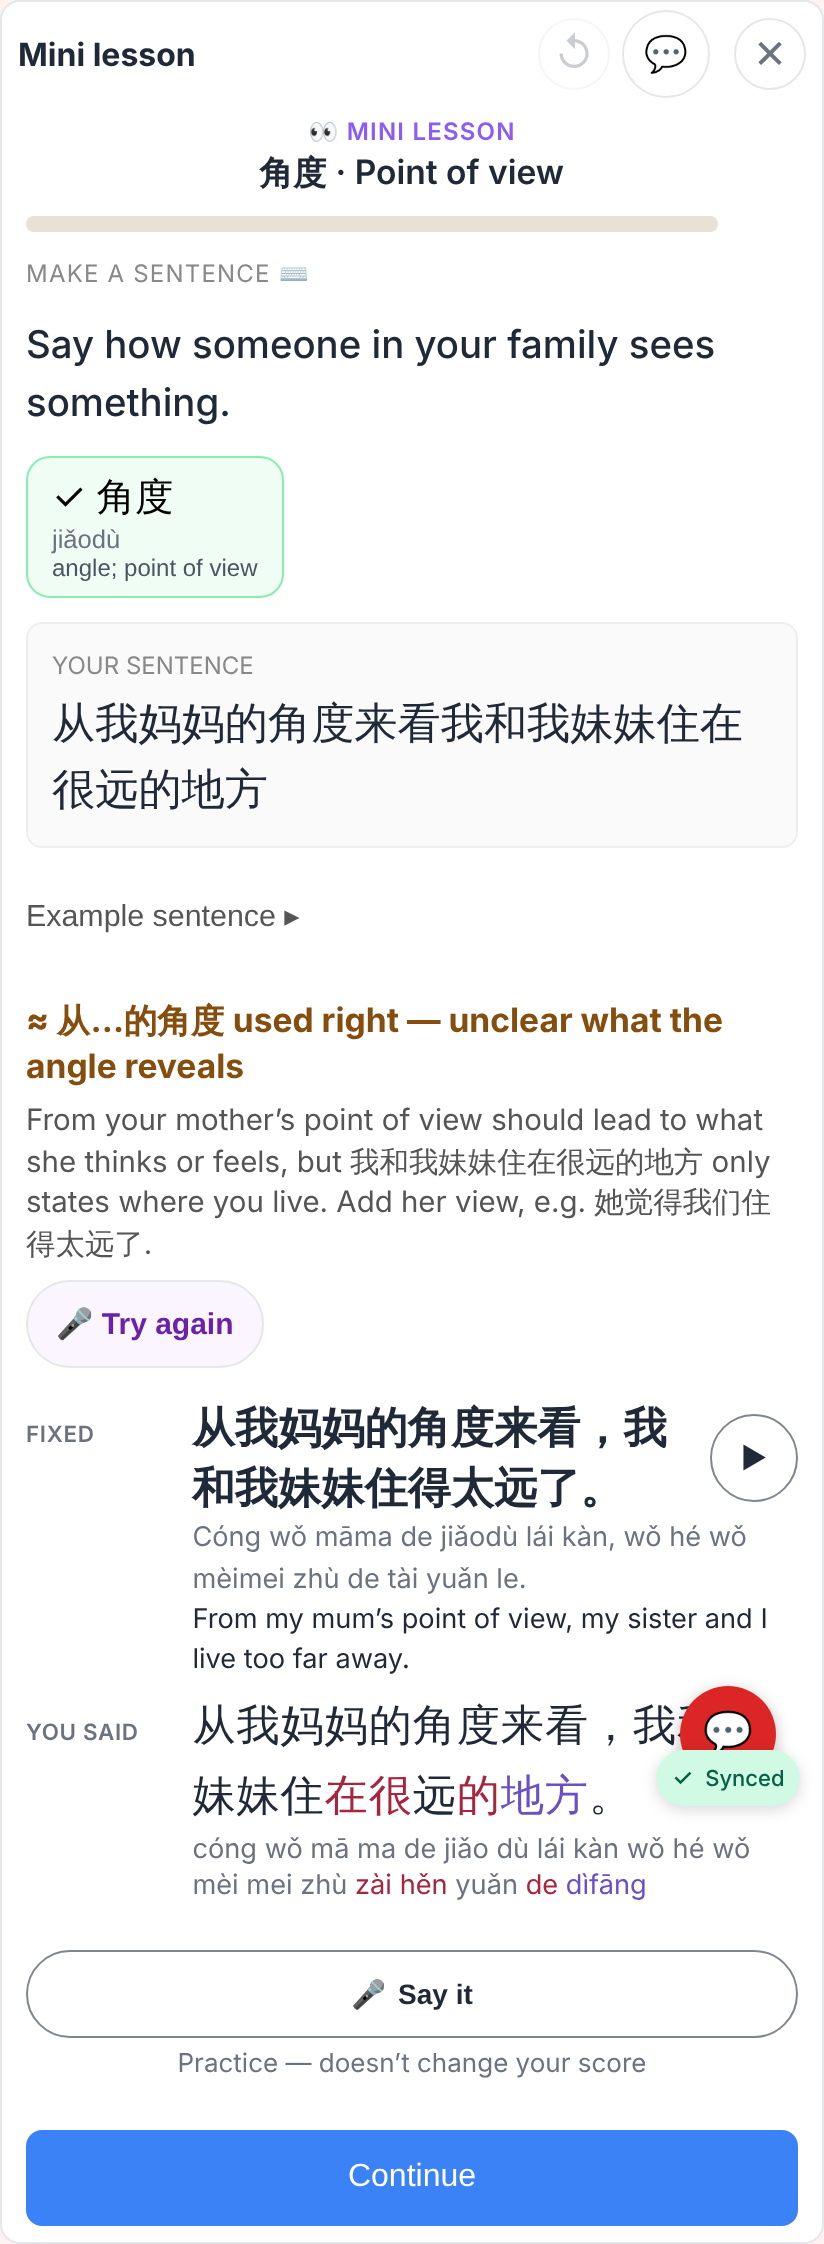 Mini lesson
MINI LESSON
角度 · Point of view
MAKE A SENTENCE
Say how someone in your family sees
something.
✓ 角度
jiǎodù
angle; point of view
YOUR SENTENCE
从我妈妈的角度来看我和我妹妹住在
很远的地方
Example sentence ▸
≈ 从…的角度 used right — unclear what the
angle reveals
From your mother’s point of view should lead to what
she thinks or feels, but 我和我妹妹住在很远的地方 only
states where you live. Add her view, e.g. 她觉得我们住
得太远了.
Try again
FIXED
从我妈妈的角度来看，我
和我妹妹住得太远了。
Cóng wǒ māma de jiǎodù lái kàn, wǒ hé wǒ
mèimei zhù de tài yuǎn le.
From my mum’s point of view, my sister and I
live too far away.
YOU SAID
从我妈妈的角度来看，我
妹妹住在很远的地方。
cóng wǒ mā ma de jiǎo dù lái kàn wǒ hé wǒ
mèi mei zhù zài hěn yuǎn de dìfāng
✓ Synced
Say it
Practice — doesn’t change your score
Continue